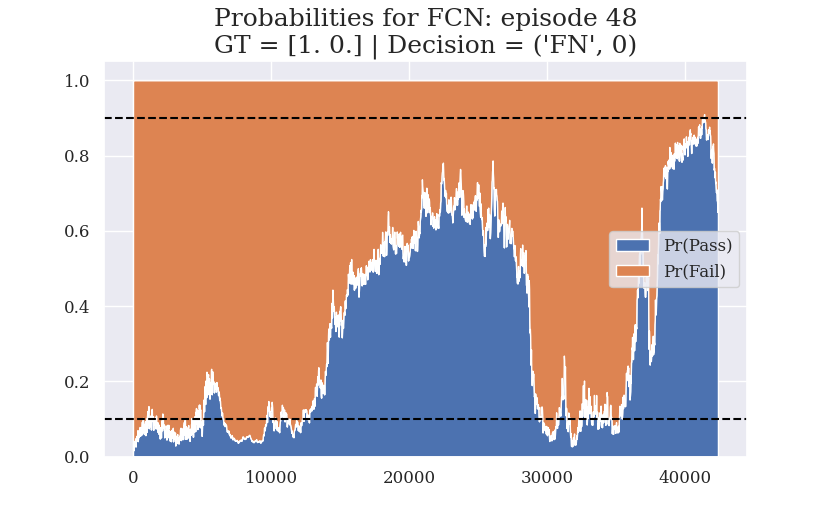 Probabilities for FCN: episode 48
GT = [1. 0.] | Decision = ('FN', 0)
1.0
0.8
0.6
0.4
0.2
0.0
Pr(Pass)
Pr(Fail)
0 10000 20000 30000 40000